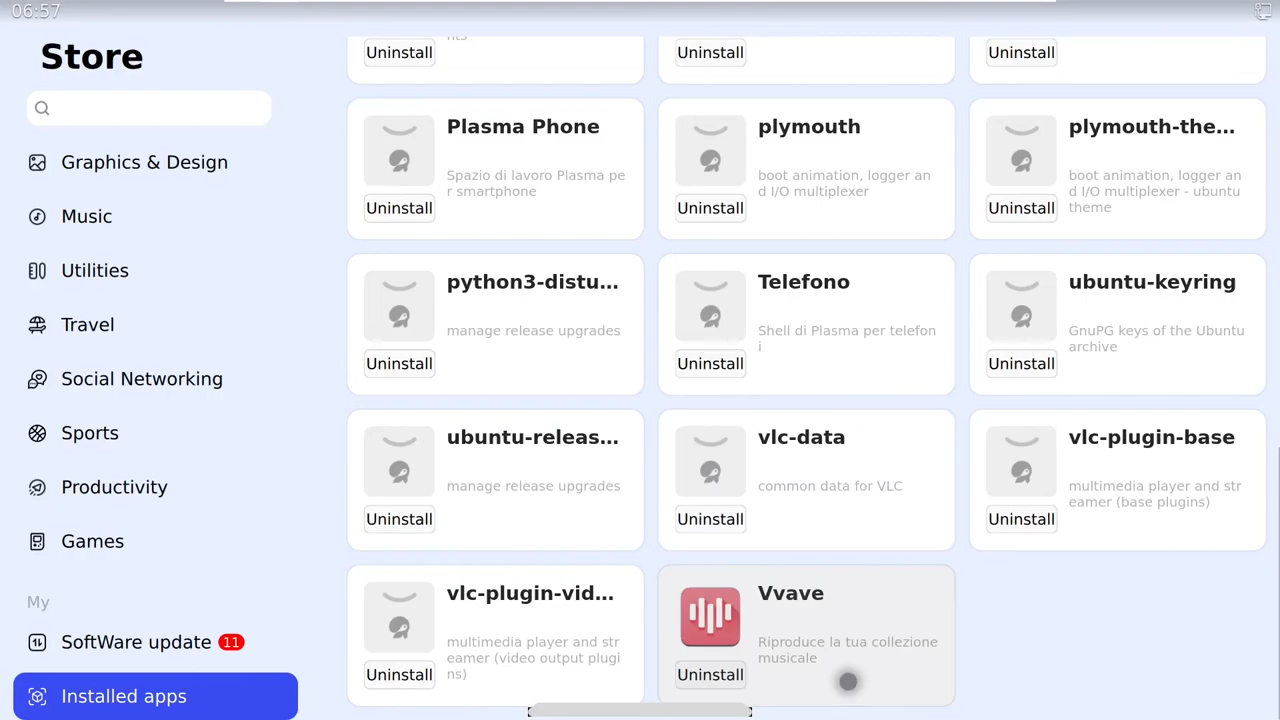 06:57
Store
Graphics & Design
Music
Utilities
Travel
Social Networking
Sports
Productivity
Games
My
SoftWare update 11
Installed apps
Uninstall
Uninstall
Uninstall
Plasma Phone
Spazio di lavoro Plasma pe
r smartphone
Uninstall
plymouth
boot animation, logger an
d I/O multiplexer
Uninstall
plymouth-the...
boot animation, logger an
d I/O multiplexer - ubuntu
theme
Uninstall
python3-distu...
manage release upgrades
Uninstall
Telefono
Shell di Plasma per telefon
i
Uninstall
ubuntu-keyring
GnuPG keys of the Ubuntu
archive
Uninstall
ubuntu-releas...
manage release upgrades
Uninstall
vlc-data
common data for VLC
Uninstall
vlc-plugin-base
multimedia player and str
eamer (base plugins)
Uninstall
vlc-plugin-vid...
multimedia player and str
eamer (video output plugi
ns)
Uninstall
Vvave
Riproduce la tua collezione
musicale
Uninstall